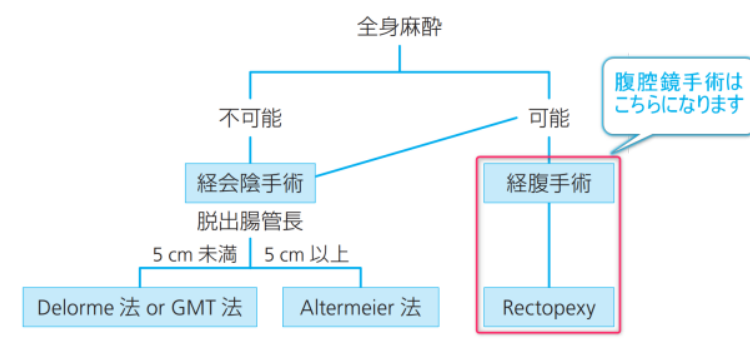 全身麻酔
腹腔鏡手術は
こちらになります
不可能
可能
経会陰手術
経腹手術
脱出腸管長
5 cm 未満
5 cm 以上
Delorme 法 or GMT 法
Altermeier 法
Rectopexy